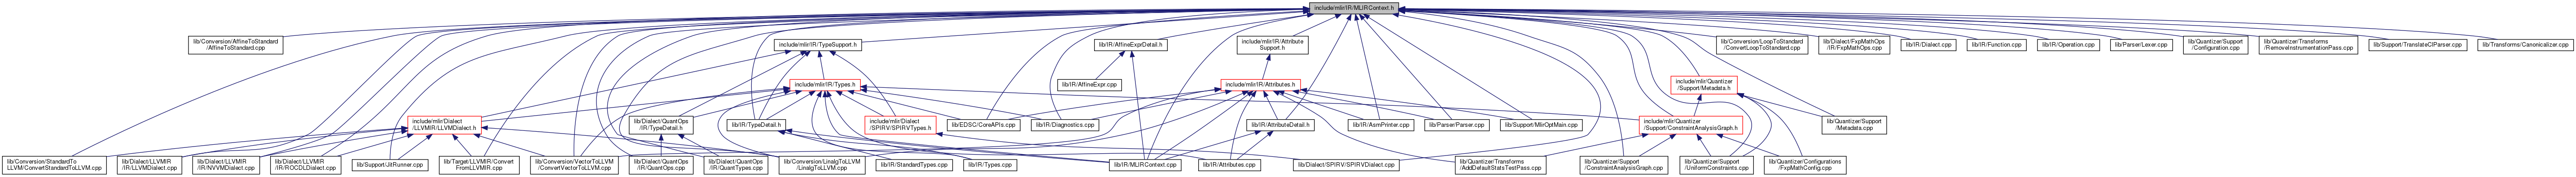 include/mlir/IR/MLIRContext.h
lib/Conversion/AffineToStandard
/AffineToStandard.cpp
include/mlir/IR/TypeSupport.h
lib/IR/AffineExprDetail.h
include/mlir/IR/Attribute
Support.h
lib/Conversion/LoopToStandard
/ConvertLoopToStandard.cpp
lib/Dialect/FxpMathOps
/IR/FxpMathOps.cpp
lib/IR/Dialect.cpp
lib/IR/Function.cpp
lib/IR/Operation.cpp
lib/Parser/Lexer.cpp
lib/Quantizer/Support
/Configuration.cpp
lib/Quantizer/Transforms
/RemoveInstrumentationPass.cpp
lib/Support/TranslateClParser.cpp
lib/Transforms/Canonicalizer.cpp
include/mlir/IR/Types.h
lib/IR/AffineExpr.cpp
include/mlir/IR/Attributes.h
include/mlir/Quantizer
/Support/Metadata.h
include/mlir/Dialect
/LLVMIR/LLVMDialect.h
lib/Dialect/QuantOps
/IR/TypeDetail.h
lib/IR/TypeDetail.h
include/mlir/Dialect
/SPIRV/SPIRVTypes.h
lib/EDSC/CoreAPIs.cpp
lib/IR/Diagnostics.cpp
lib/IR/AttributeDetail.h
lib/IR/AsmPrinter.cpp
lib/Parser/Parser.cpp
lib/Support/MlirOptMain.cpp
include/mlir/Quantizer
/Support/ConstraintAnalysisGraph.h
lib/Quantizer/Support
/Metadata.cpp
lib/Conversion/StandardTo
LLVM/ConvertStandardToLLVM.cpp
lib/Dialect/LLVMIR
/IR/LLVMDialect.cpp
lib/Dialect/LLVMIR
/IR/NVVMDialect.cpp
lib/Dialect/LLVMIR
/IR/ROCDLDialect.cpp
lib/Support/JitRunner.cpp
lib/Target/LLVMIR/Convert
FromLLVMIR.cpp
lib/Conversion/VectorToLLVM
/ConvertVectorToLLVM.cpp
lib/Dialect/QuantOps
/IR/QuantOps.cpp
lib/Dialect/QuantOps
/IR/QuantTypes.cpp
lib/Conversion/LinalgToLLVM
/LinalgToLLVM.cpp
lib/IR/StandardTypes.cpp
lib/IR/Types.cpp
lib/IR/MLIRContext.cpp
lib/IR/Attributes.cpp
lib/Dialect/SPIRV/SPIRVDialect.cpp
lib/Quantizer/Transforms
/AddDefaultStatsTestPass.cpp
lib/Quantizer/Support
/ConstraintAnalysisGraph.cpp
lib/Quantizer/Support
/UniformConstraints.cpp
lib/Quantizer/Configurations
/FxpMathConfig.cpp